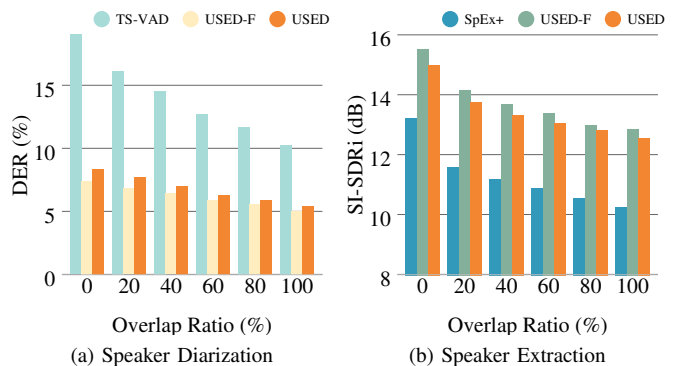 TS-VAD USED-F USED
DER (%)
15
10
5
0
0 20 40 60 80 100
Overlap Ratio (%)
(a) Speaker Diarization
SpEx+ USED-F USED
SI-SDRi (dB)
16
14
12
10
8
0 20 40 60 80 100
Overlap Ratio (%)
(b) Speaker Extraction